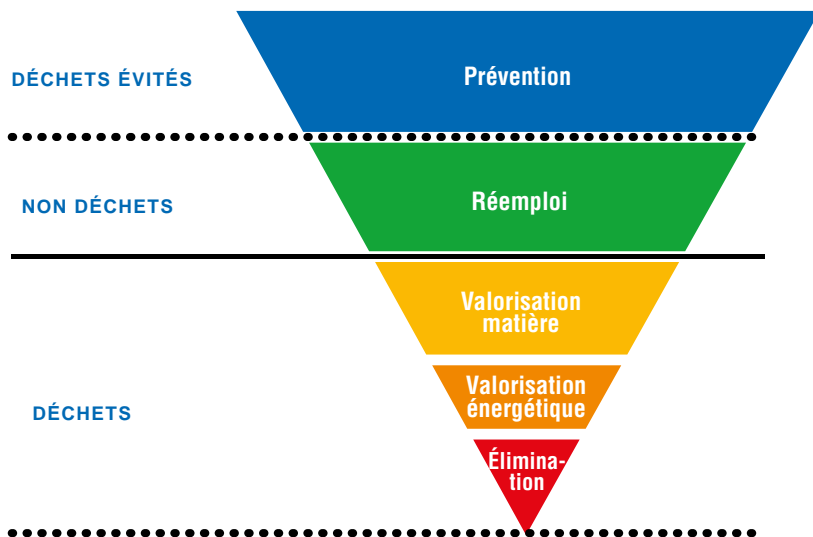 DÉCHETS ÉVITÉS
Prévention
NON DÉCHETS
Réemploi
Valorisation
matière
DÉCHETS
Valorisation
énergétique
Élimina-
tion